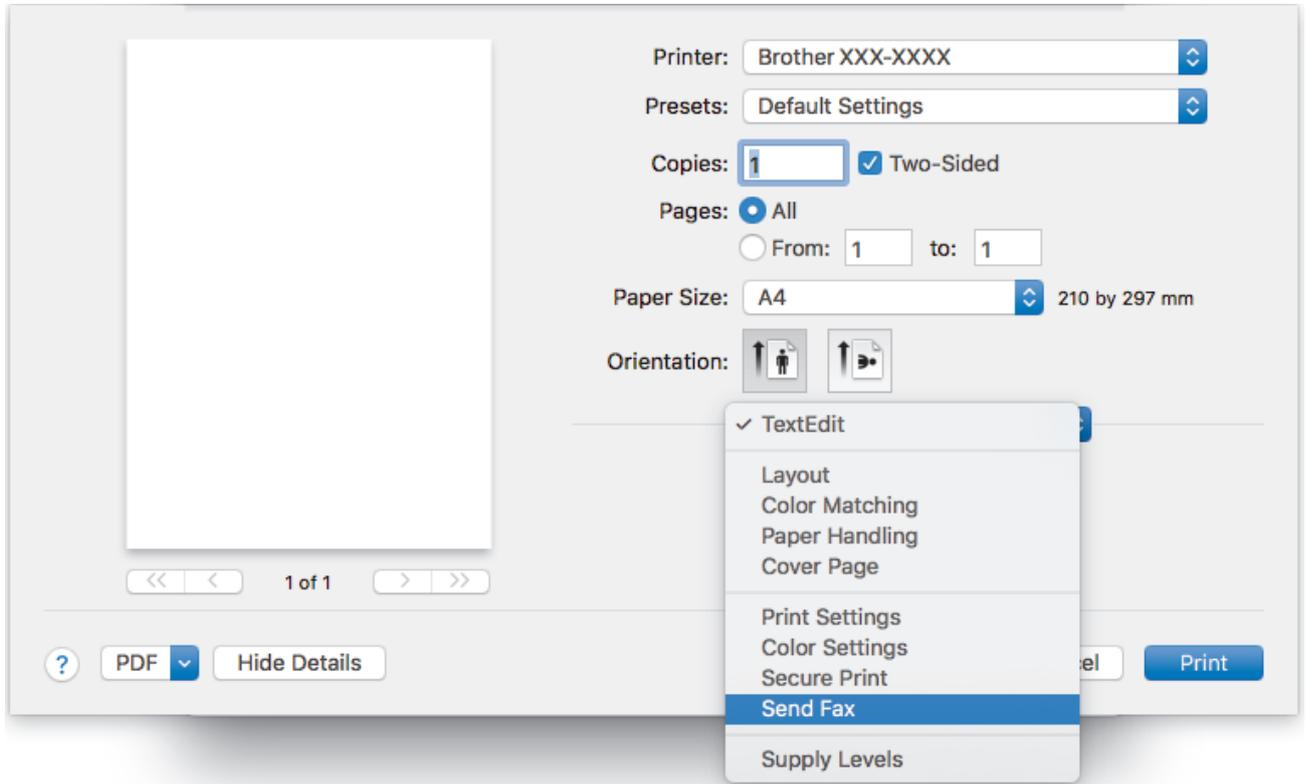 Printer: Brother XXX-XXXX
Presets: Default Settings
Copies: 1 Two-Sided
Pages: All
From: 1 to: 1
Paper Size: A4 210 by 297 mm
Orientation:
TextEdit
Layout
Color Matching
Paper Handling
Cover Page
1 of 1
Print Settings
Color Settings
Secure Print
Send Fax
Supply Levels
? PDF Hide Details
Print